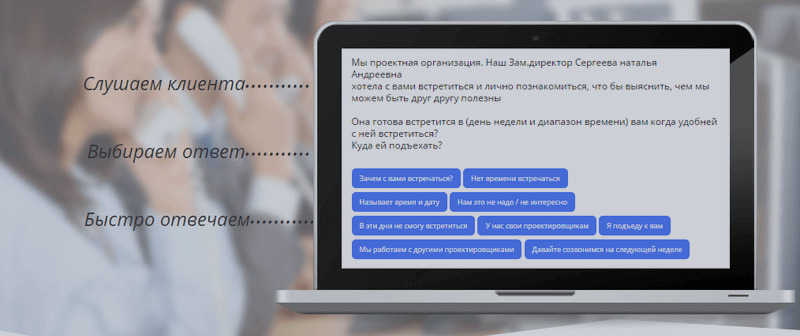 Слушаем клиента
Выбираем ответ
Быстро отвечаем
Мы проектная организация. Наш Зам.директор Сергеева наталья
Андреевна
хотела с вами встретиться и лично познакомиться, что бы выяснить, чем мы
можем быть друг другу полезны
Она готова встретится в (день недели и диапазон времени) вам когда удобней
с ней встретиться?
Куда ей подъехать?
Зачем с вами встречаться? Нет времени встречаться
Называет время и дату Нам это не надо / не интересно
В эти дни не смогу встретиться У нас свои проектировщикам Я подъеду к вам
Мы работаем с другими проектировщиками Давайте созвонимся на следующей неделе